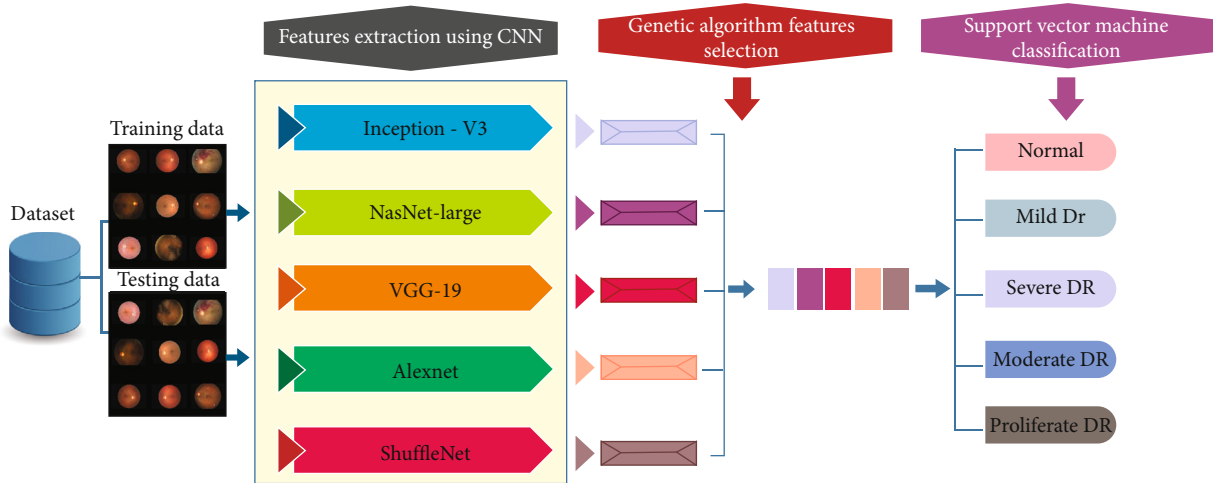 Features extraction using CNN
Genetic algorithm features
selection
Support vector machine
classification
Training data
Dataset
Testing data
Inception - V3
NasNet-large
VGG-19
Alexnet
ShuffleNet
Normal
Mild Dr
Severe DR
Moderate DR
Proliferate DR